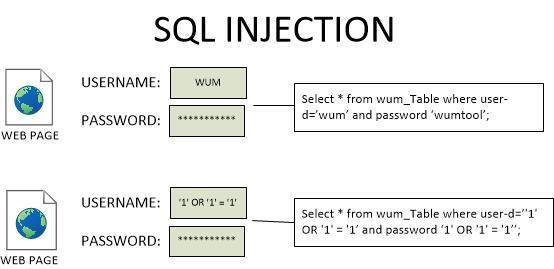 SQL INJECTION
USERNAME:
WUM
PASSWORD:
***********
WEB PAGE
Select * from wum_Table where user-
d=‘wum’ and password ‘wumtool’;
USERNAME:
'1' OR '1' = '1'
PASSWORD:
***********
WEB PAGE
Select * from wum_Table where user-d=’'1'
OR '1' = '1’ and password ‘1' OR '1' = '1’';